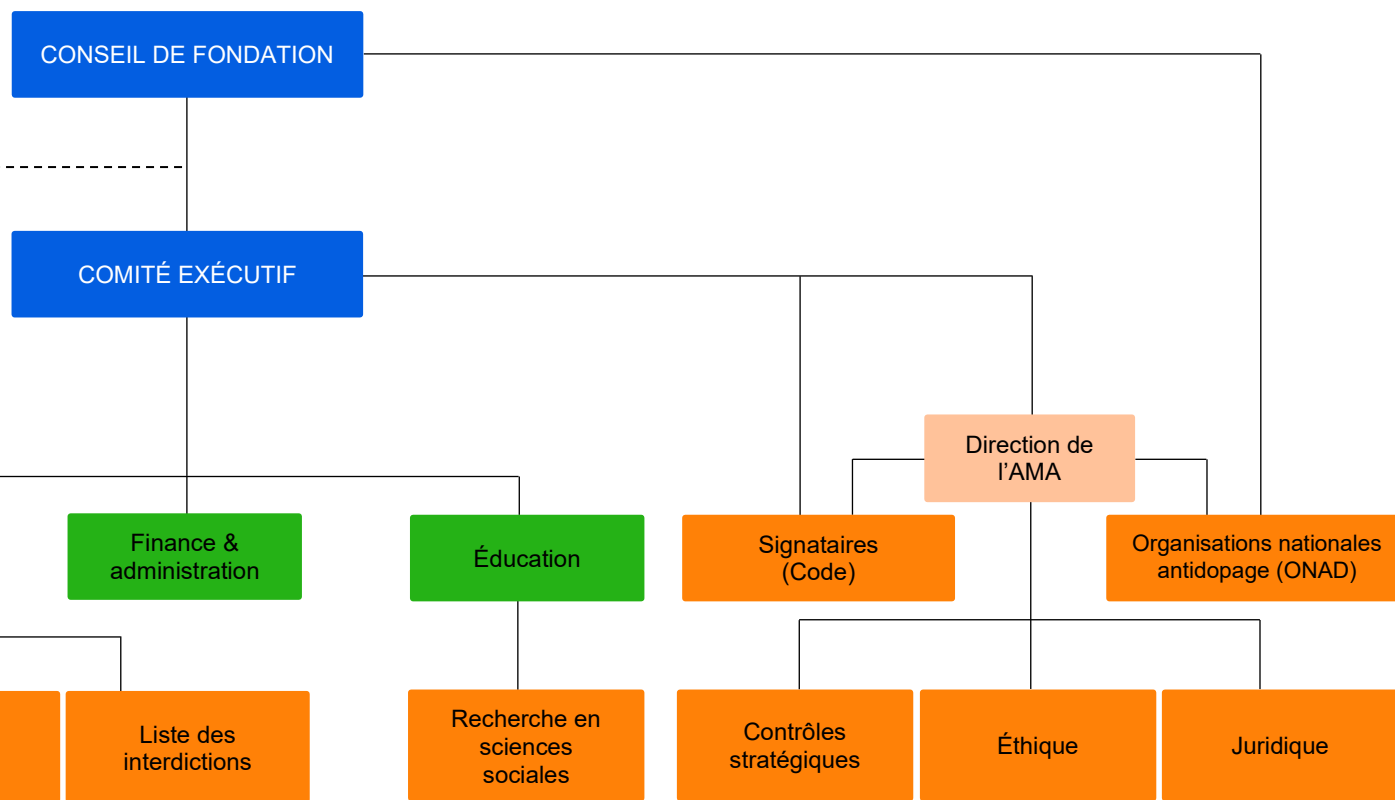 CONSEIL DE FONDATION
COMITÉ EXÉCUTIF
Direction de
l’AMA
Finance &
administration
Éducation
Signataires
(Code)
Organisations nationales
antidopage (ONAD)
Liste des
interdictions
Recherche en
sciences
sociales
Contrôles
stratégiques
Éthique
Juridique